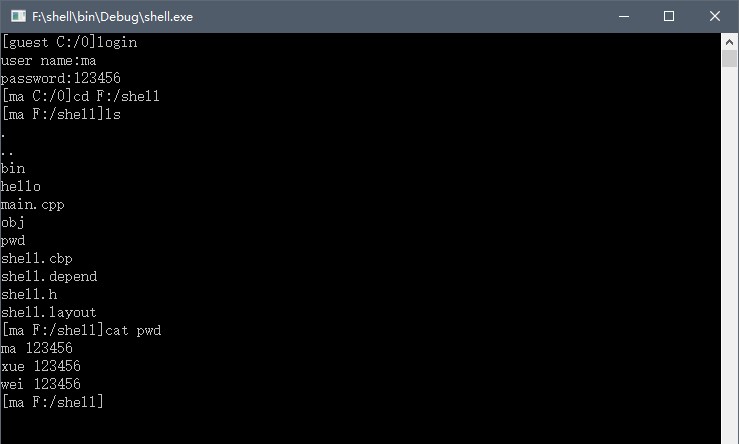 F:\shell\bin\Debug\shell.exe
[guest C:/0]login
user name:ma
password:123456
[ma C:/0]cd F:/shell
[ma F:/shell]ls
.
..
bin
hello
main.cpp
obj
pwd
shell.cbp
shell.depend
shell.h
shell.layout
[ma F:/shell]cat pwd
ma 123456
xue 123456
wei 123456
[ma F:/shell]